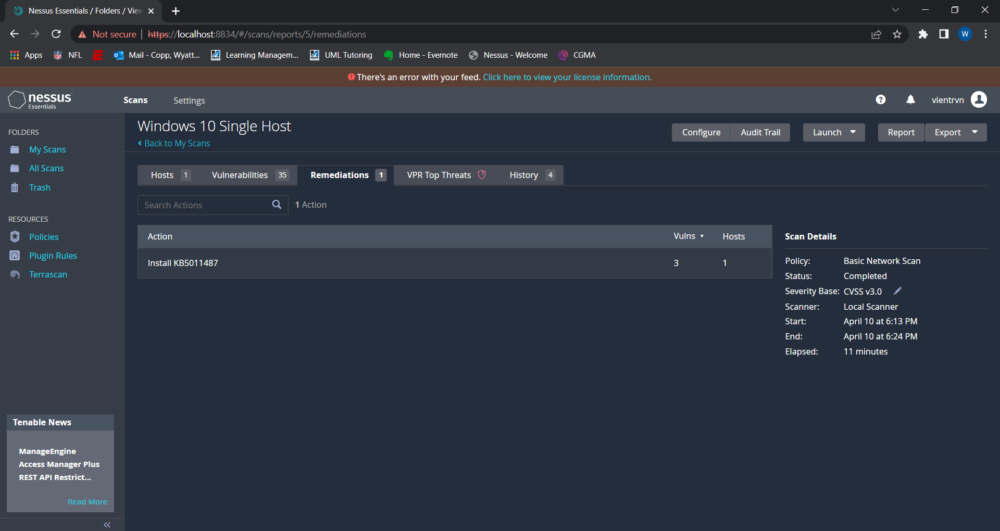 Nessus Essentials / Folders / View
Not secure | https://localhost:8834/#/scans/reports/5/remediations
W
Apps NFL Mail - Copp, Wyatt... Learning Managem... UML Tutoring Home - Evernote Nessus - Welcome CGMA
There's an error with your feed. Click here to view your license information.
nessus
Essentials
Scans Settings
vientrvn
FOLDERS
My Scans
All Scans
Trash
RESOURCES
Policies
Plugin Rules
Terrascan
Tenable News
ManageEngine
Access Manager Plus
REST API Restrict...
Read More
Windows 10 Single Host
Back to My Scans
Configure Audit Trail Launch Report Export
Hosts 1 Vulnerabilities 35 Remediations 1 VPR Top Threats History 4
Search Actions 1 Action
Action Vulns Hosts
Install KB5011487 3 1
Scan Details
Policy: Basic Network Scan
Status: Completed
Severity Base: CVSS v3.0
Scanner: Local Scanner
Start: April 10 at 6:13 PM
End: April 10 at 6:24 PM
Elapsed: 11 minutes